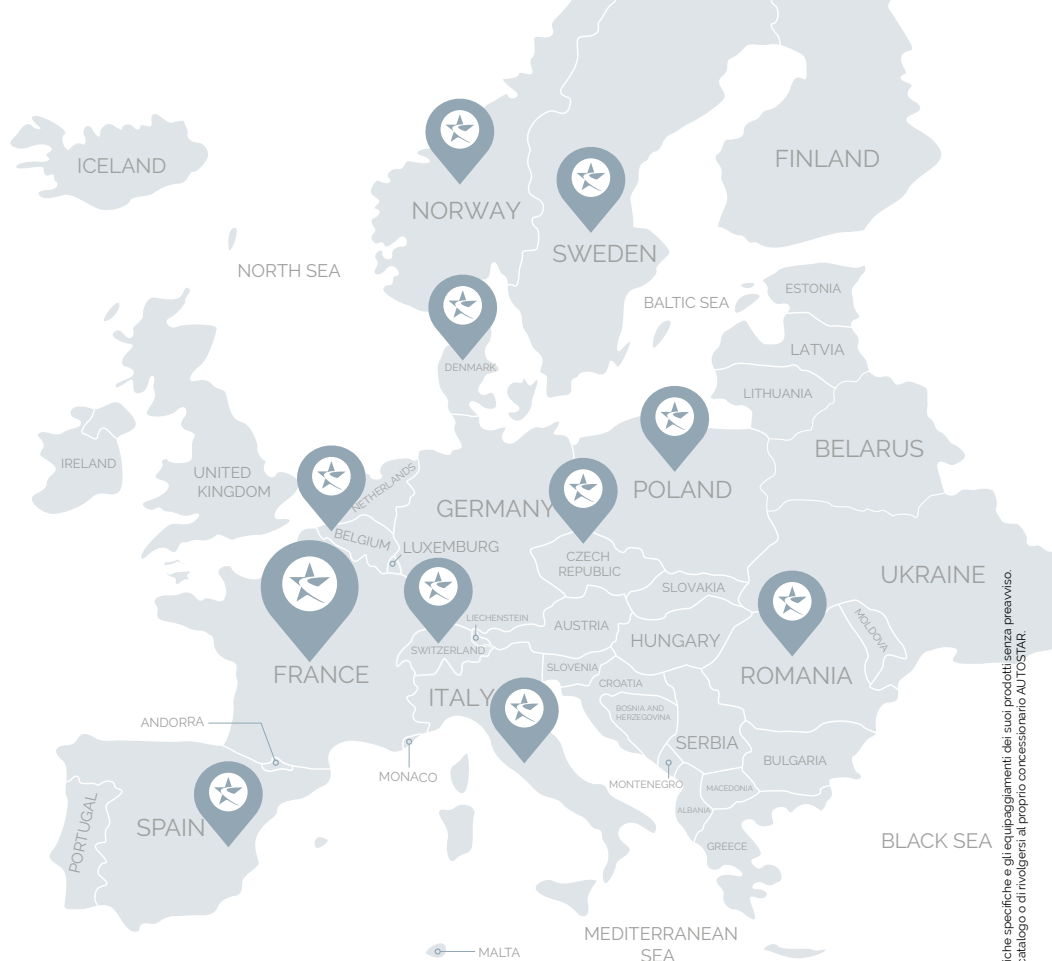 ICELAND
FINLAND
NORWAY
SWEDEN
NORTH SEA
ESTONIA
BALTIC SEA
LATVIA
DENMARK
LITHUANIA
BELARUS
IRELAND
UNITED
KINGDOM
NETHERLANDS
GERMANY
POLAND
BELGIUM
LUXEMBURG
CZECH
REPUBLIC
UKRAINE
SLOVAKIA
LIECHENSTEIN
AUSTRIA
MOLDOVA
HUNGARY
SWITZERLAND
FRANCE
SLOVENIA
ROMANIA
CROATIA
ITALY
BOSNIA AND
HERZEGOVINA
ANDORRA
SERBIA
BULGARIA
MONACO
MONTENEGRO
MACEDONIA
ALBANIA
PORTUGAL
SPAIN
GREECE
BLACK SEA
MEDITERRANEAN
SEA
MALTA
iche specifiche e gli equipaggiamenti dei suoi prodotti senza preavviso.
catalogo o di rivolgersi al proprio concessionario AUTOSTAR.